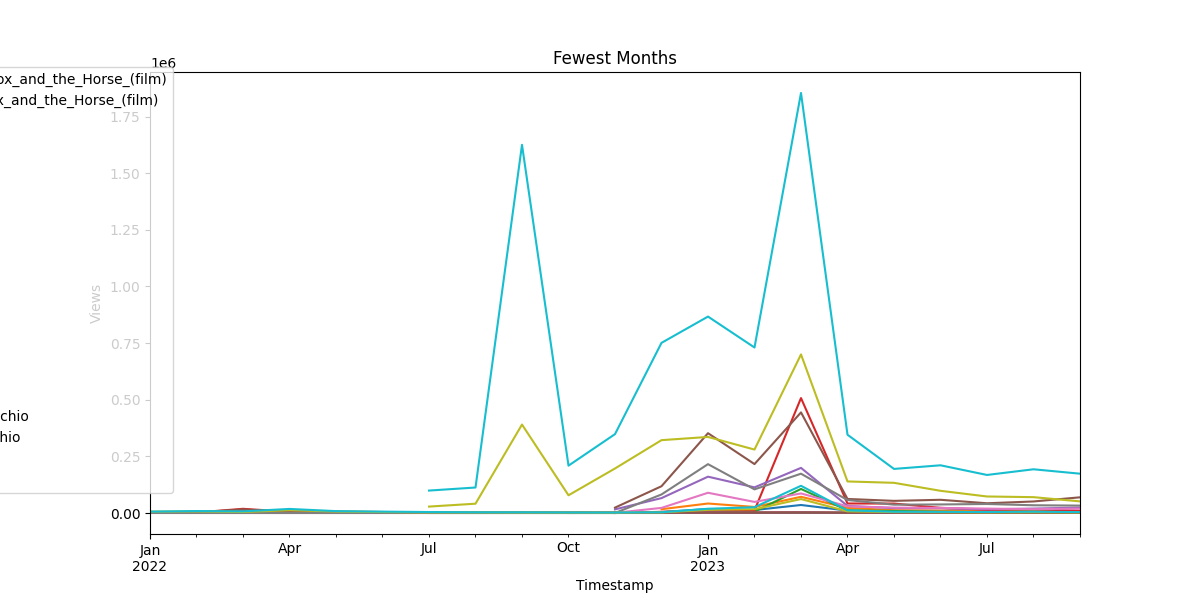 Fewest Months
1e6
ox_and_the_Horse_(film)
x_and_the_Horse_(film)
1.75
1.50
1.25
1.00
0.75
0.50
0.25
0.00
Views
chio
hio
Jan
2022
Apr
Jul
Oct
Jan
2023
Apr
Jul
Timestamp